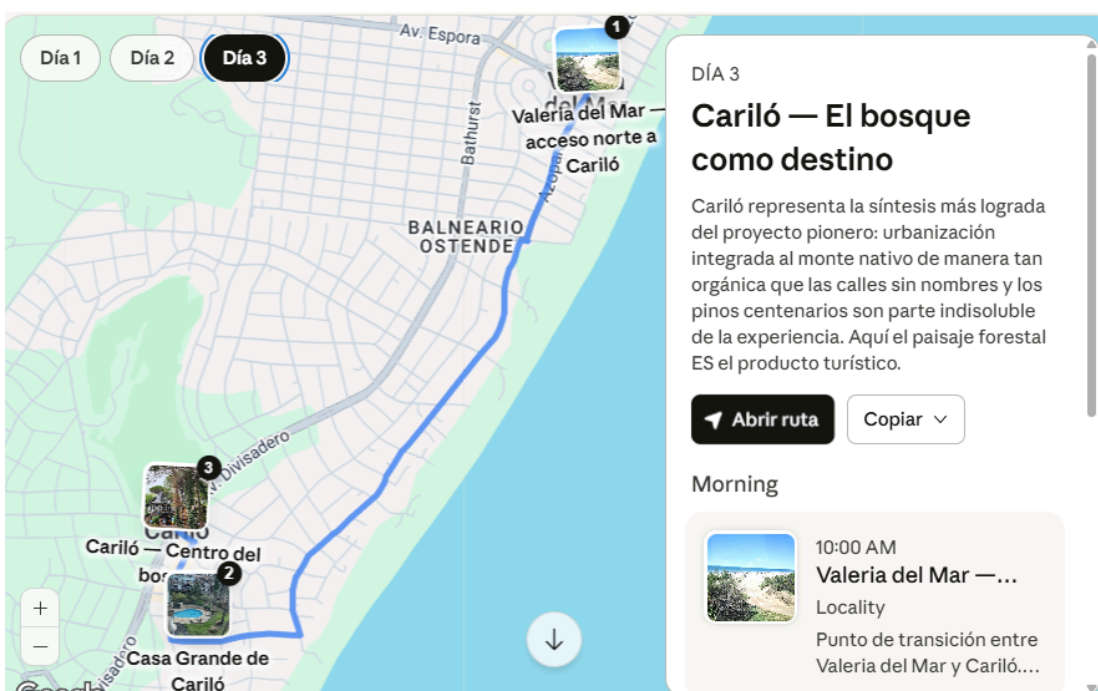 Día 1
Día 2
Día 3
Av. Espora
1
Valeria del Mar —
acceso norte a
Cariló
Bathurst
BALNEARIO
OSTENDE
3
Cariló
Cariló — Centro del
2
Casa Grande de
Cariló
+
−
DÍA 3
Cariló — El bosque
como destino
Cariló representa la síntesis más lograda
del proyecto pionero: urbanización
integrada al monte nativo de manera tan
orgánica que las calles sin nombres y los
pinos centenarios son parte indisoluble
de la experiencia. Aquí el paisaje forestal
ES el producto turístico.
Abrir ruta
Copiar
Morning
10:00 AM
Valeria del Mar —...
Locality
Punto de transición entre
Valeria del Mar y Cariló....